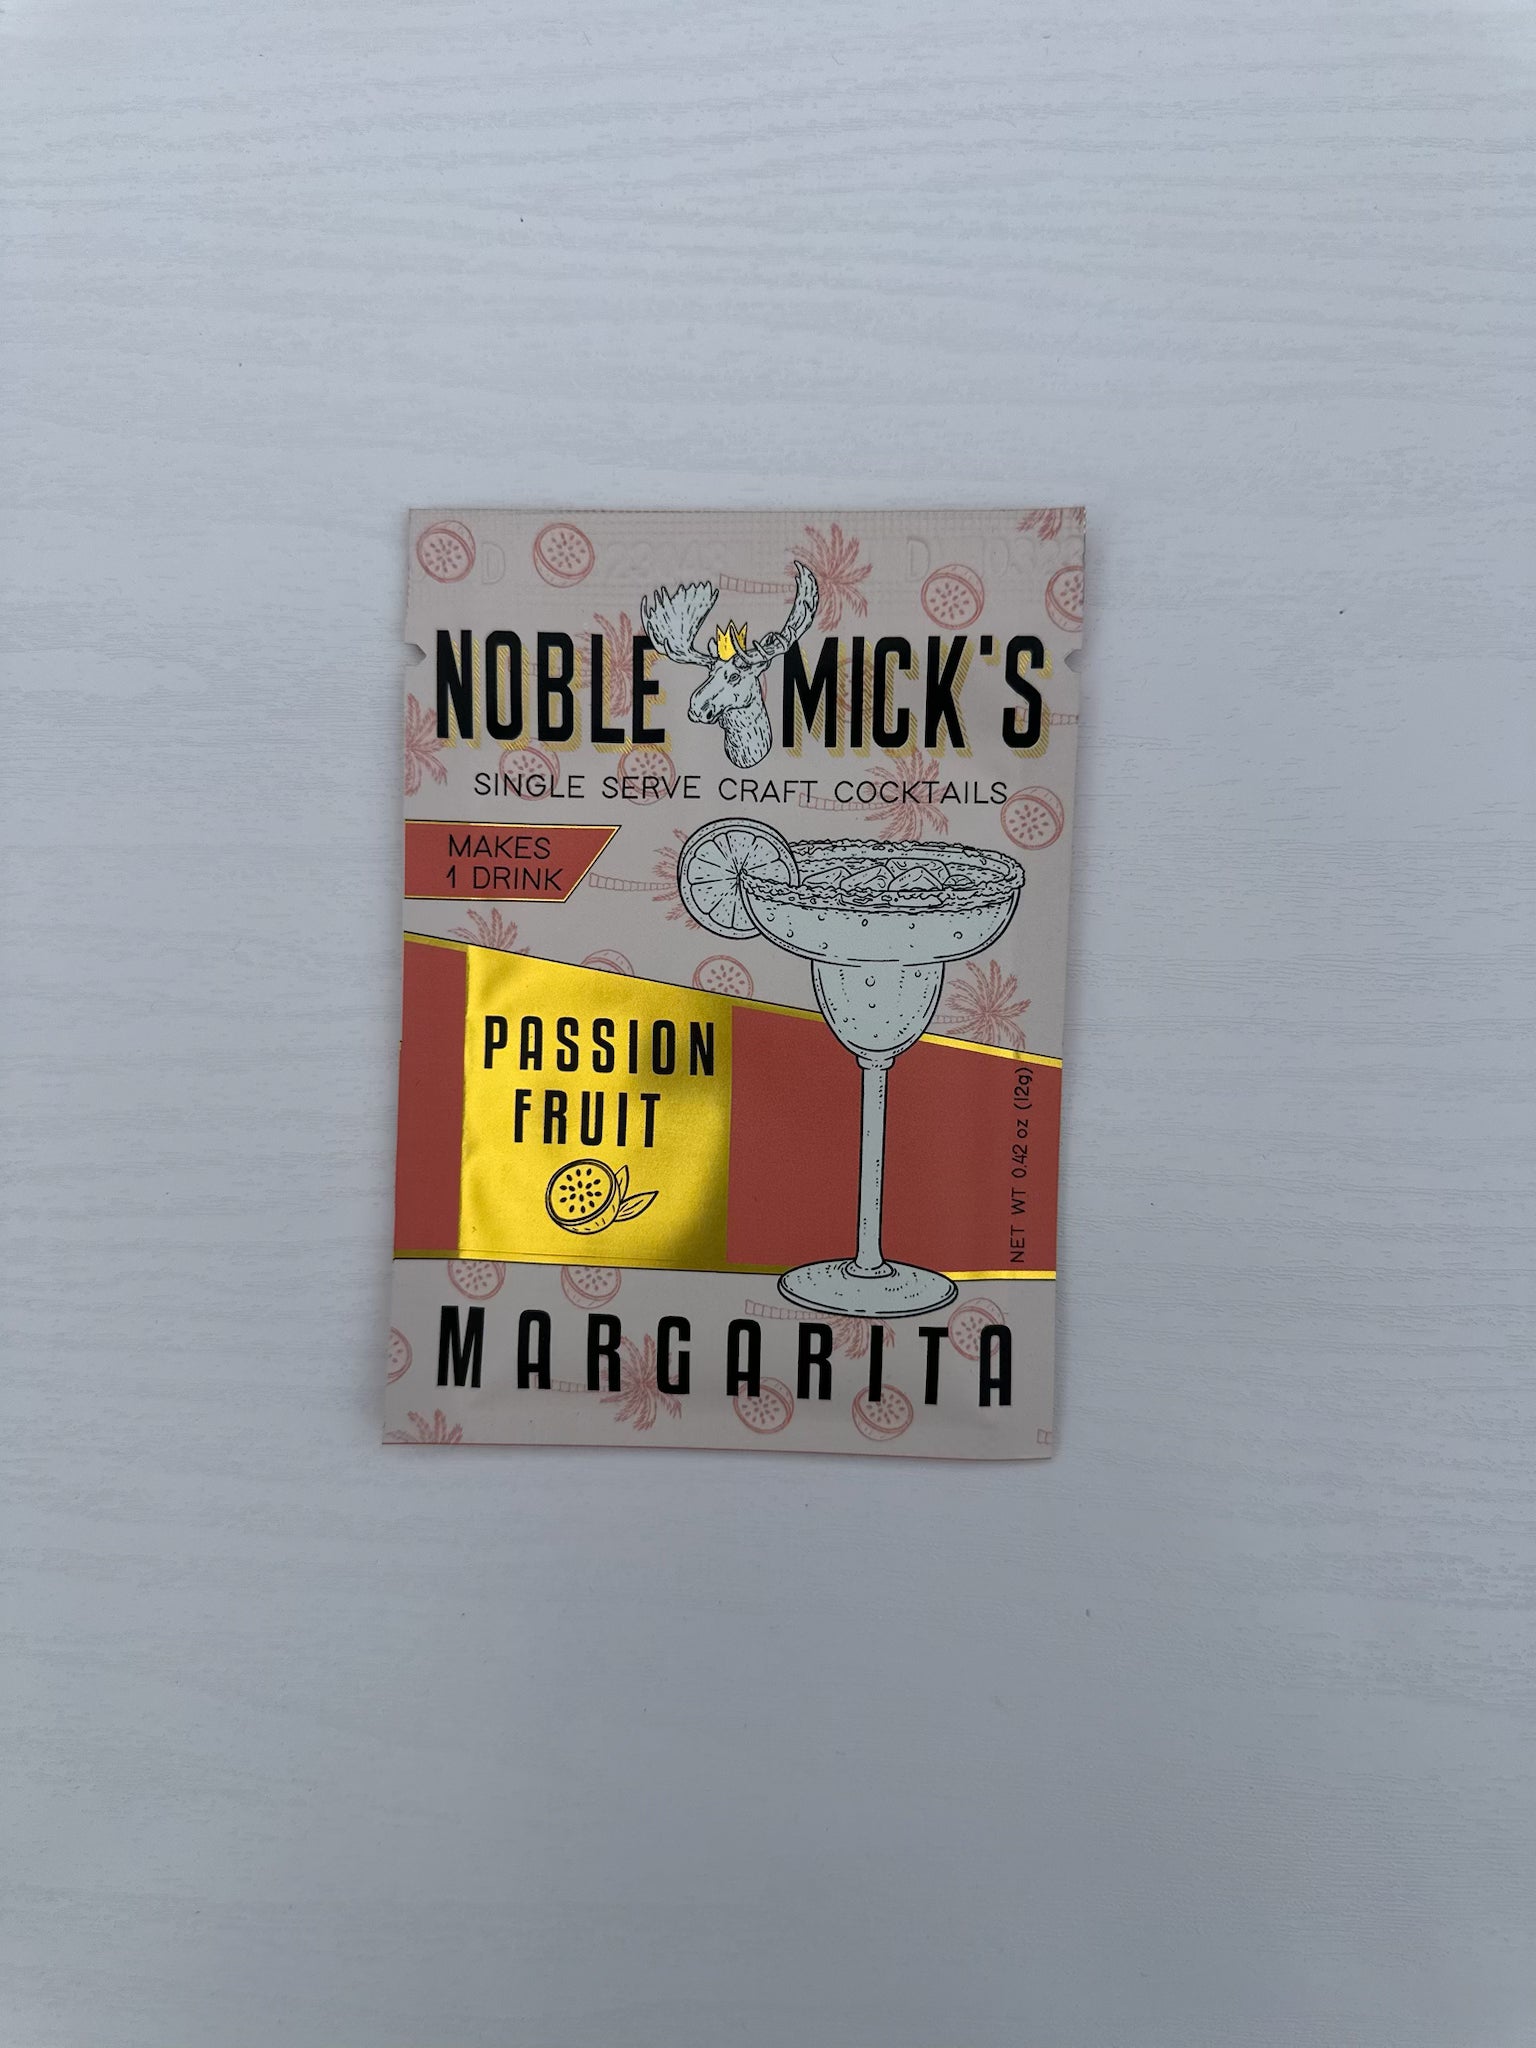 NOBLE MICK'S
SINGLE SERVE CRAFT COCKTAILS
MAKES
1 DRINK
PASSION
FRUIT
NET WT 0.42 oz (12g)
MARGARITA